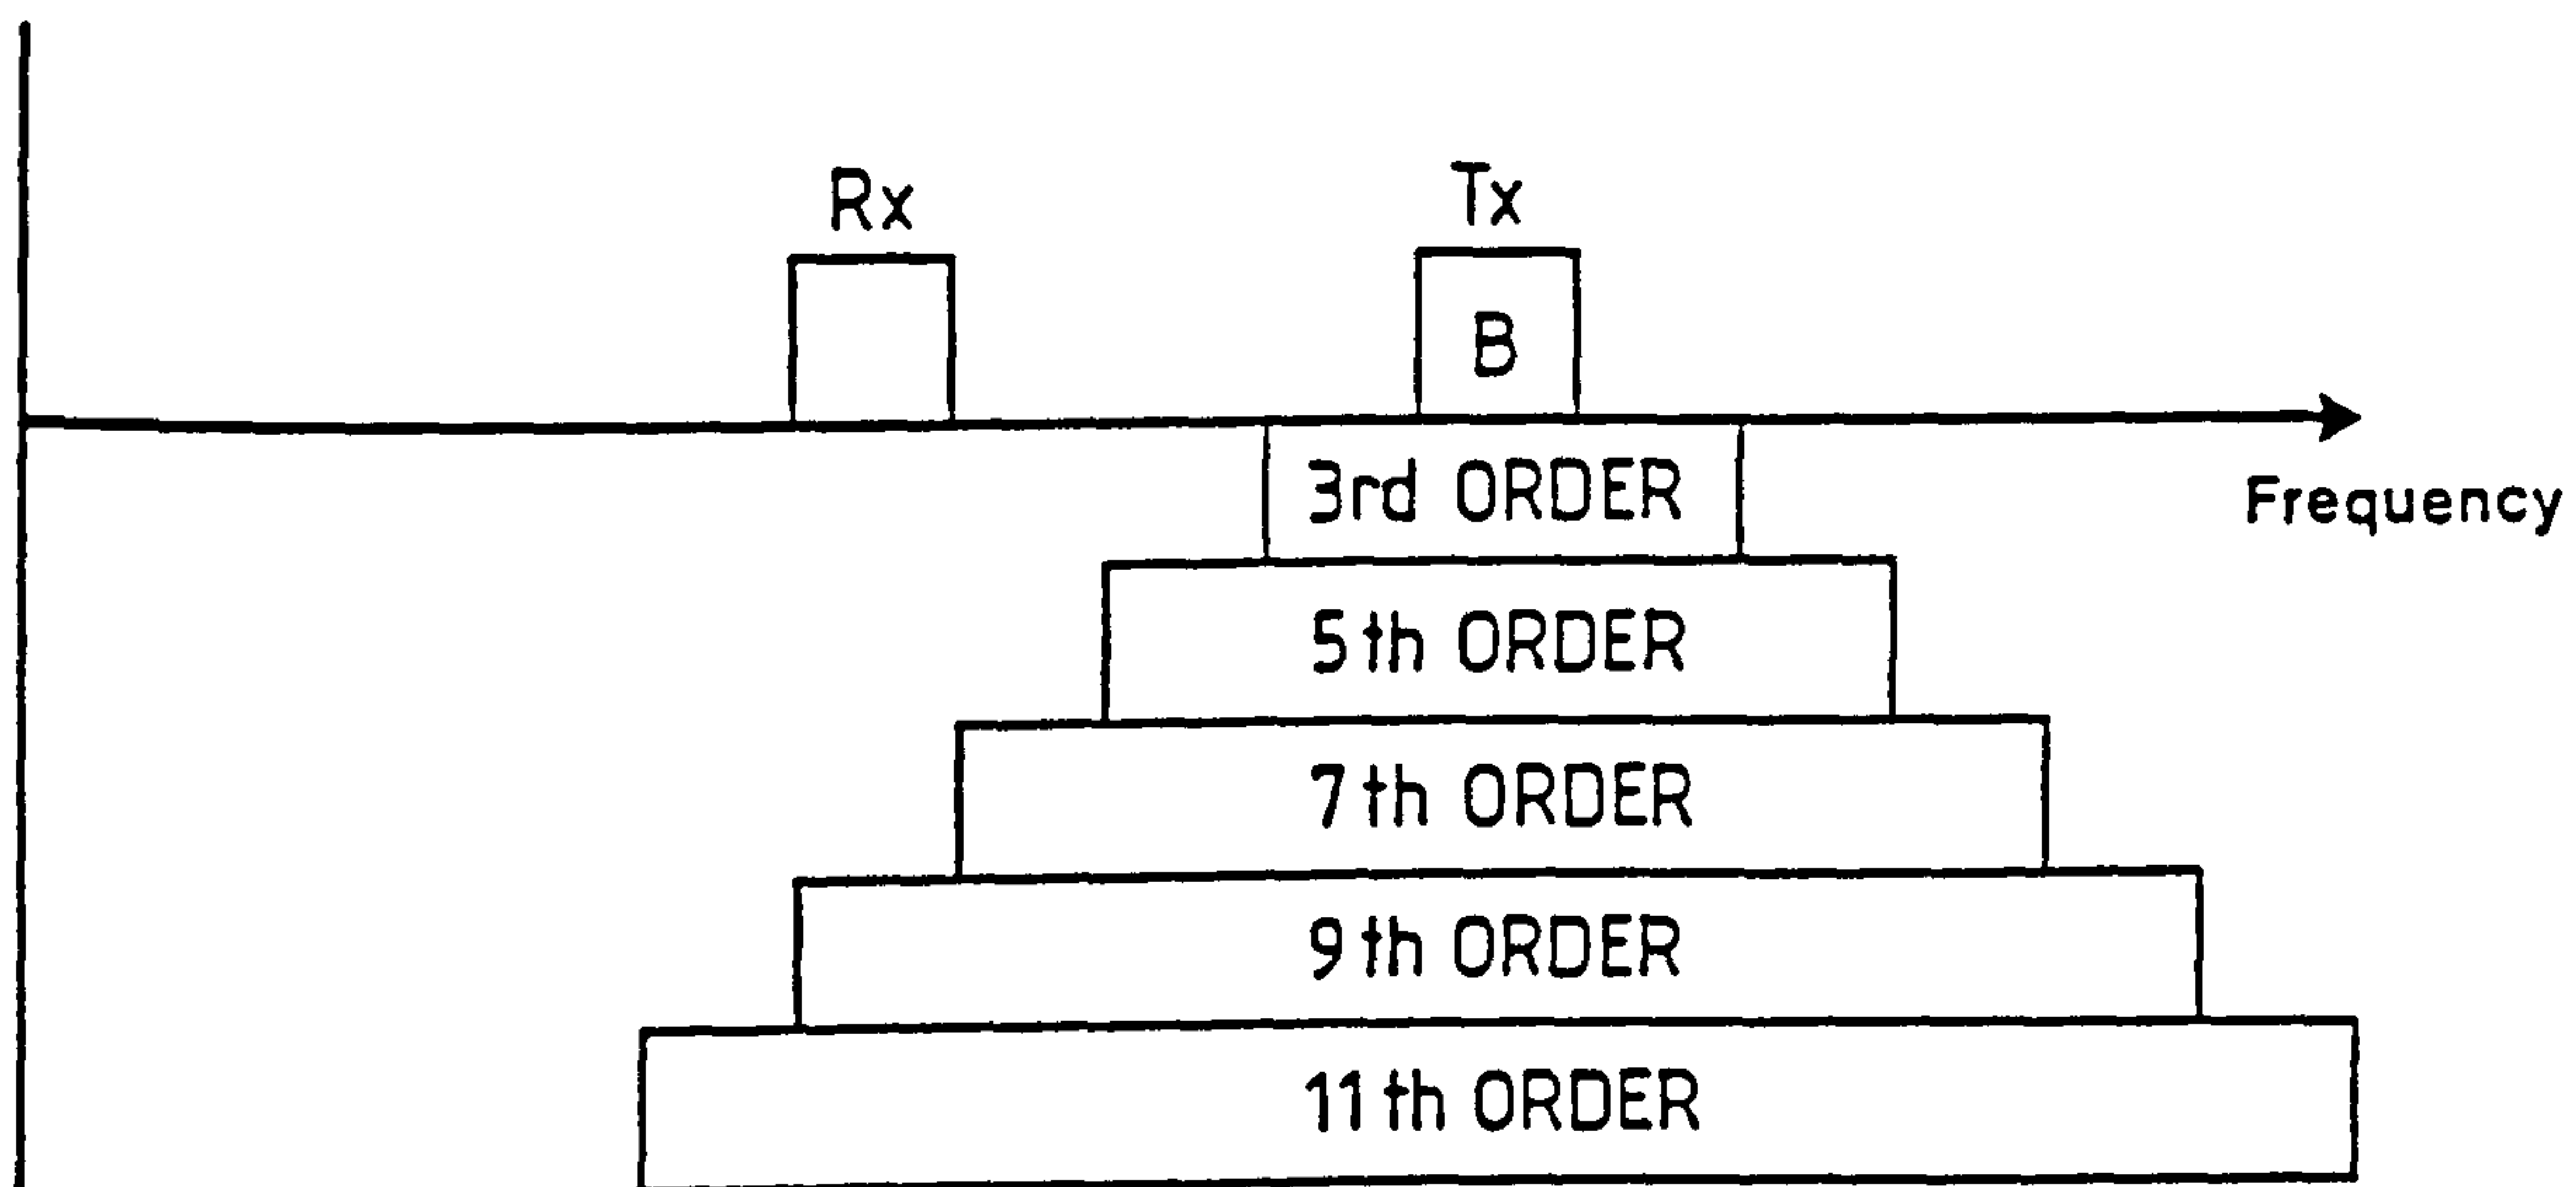 Rx
Tx
B
3rd ORDER
Frequency
5th ORDER
7th ORDER
9th ORDER
11th ORDER